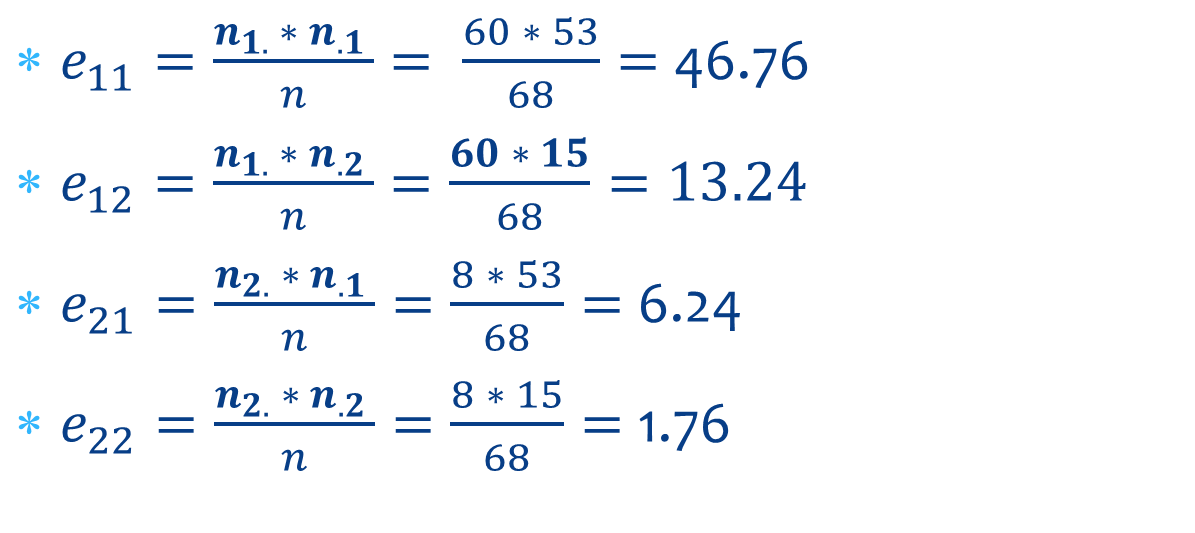 * e₁₁ = n₁. * n.₁ / n = 60 * 53 / 68 = 46.76
* e₁₂ = n₁. * n.₂ / n = 60 * 15 / 68 = 13.24
* e₂₁ = n₂. * n.₁ / n = 8 * 53 / 68 = 6.24
* e₂₂ = n₂. * n.₂ / n = 8 * 15 / 68 = 1.76